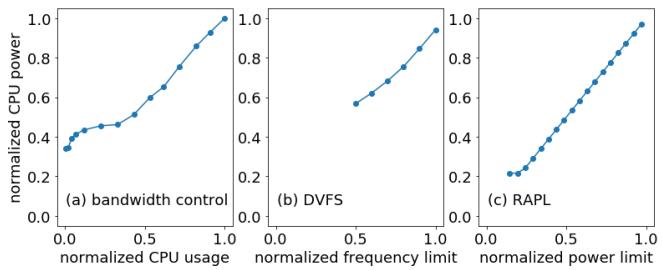 normalized CPU power
1.0
0.8
0.6
0.4
0.2
0.0
(a) bandwidth control
0.0 0.5 1.0
normalized CPU usage
1.0
0.8
0.6
0.4
0.2
0.0
(b) DVFS
0.0 0.5 1.0
normalized frequency limit
1.0
0.8
0.6
0.4
0.2
0.0
(c) RAPL
0.0 0.5 1.0
normalized power limit